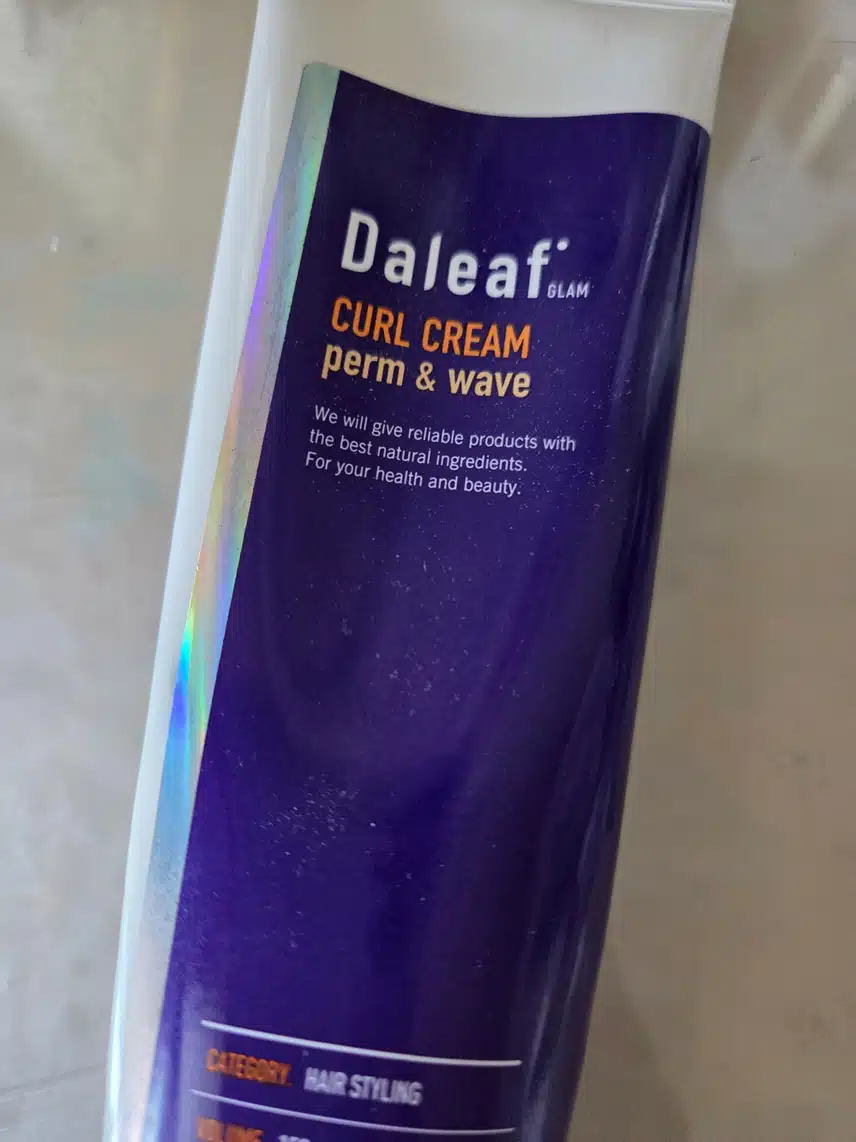 Daleaf
GLAM
CURL CREAM
perm & wave
We will give reliable products with
the best natural ingredients.
For your health and beauty.
CATEGORY. HAIR STYLING